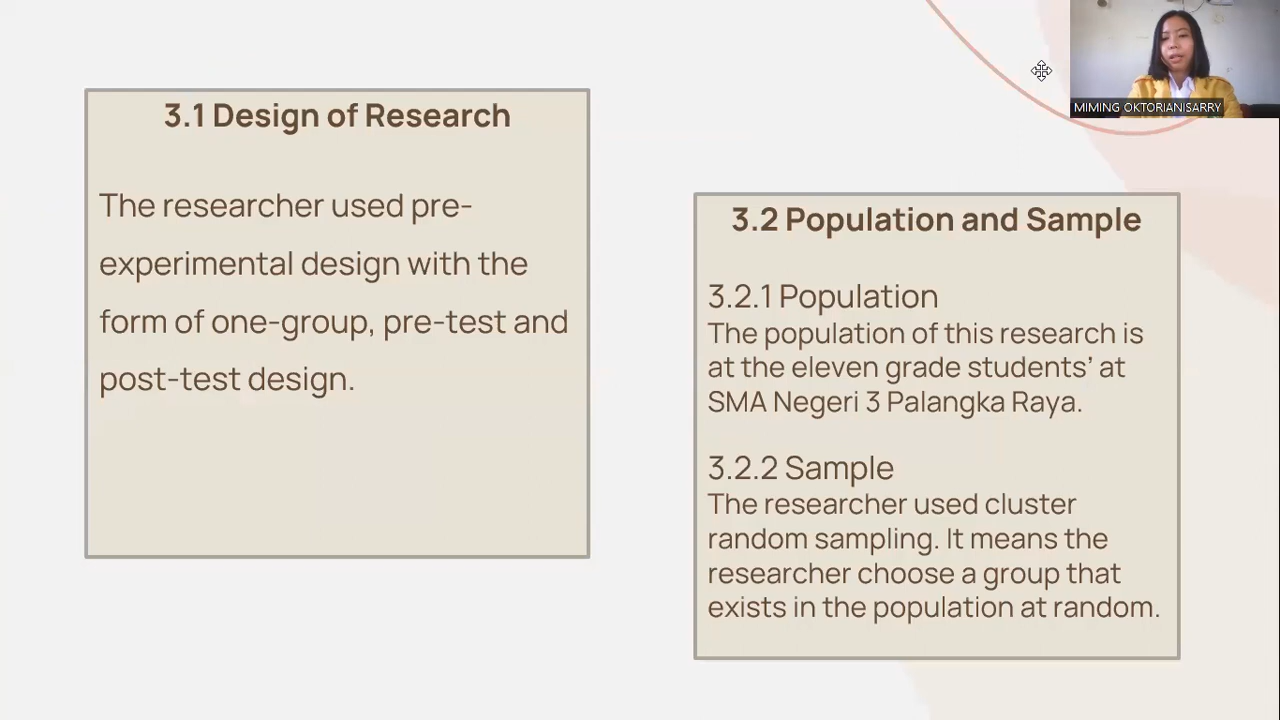 3.1 Design of Research
The researcher used pre-
experimental design with the
form of one-group, pre-test and
post-test design.
3.2 Population and Sample
3.2.1 Population
The population of this research is
at the eleven grade students’ at
SMA Negeri 3 Palangka Raya.
3.2.2 Sample
The researcher used cluster
random sampling. It means the
researcher choose a group that
exists in the population at random.
MIMING OKTORIANISARRY